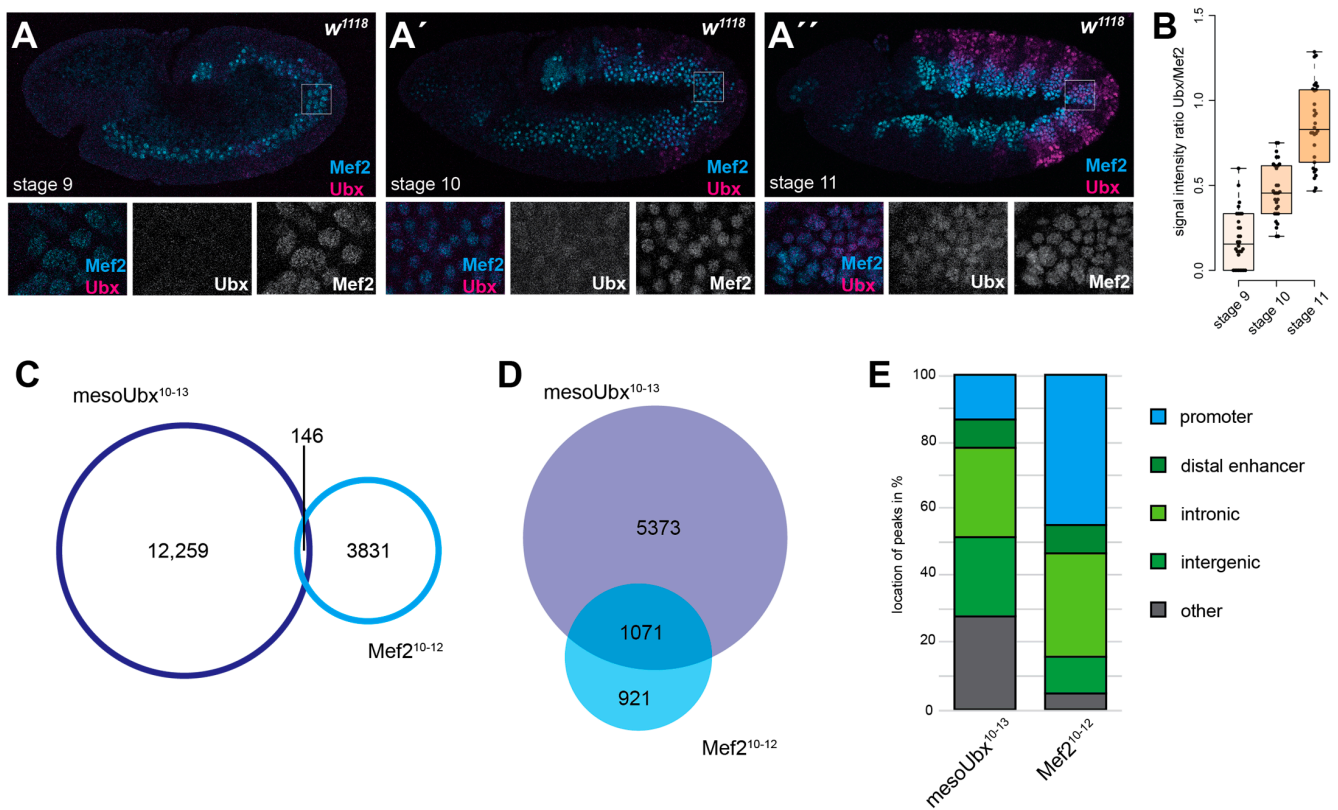 A
w¹¹¹⁸
Mef2
Ubx
stage 9
Mef2
Ubx
Ubx
Mef2
A´
w¹¹¹⁸
Mef2
Ubx
stage 10
Mef2
Ubx
Ubx
Mef2
A´´
w¹¹¹⁸
Mef2
Ubx
stage 11
Mef2
Ubx
Ubx
Mef2
B
signal intensity ratio Ubx/Mef2
1.5
1.0
0.5
0.0
stage 9
stage 10
stage 11
C
mesoUbx¹⁰⁻¹³
146
12,259
3831
Mef2¹⁰⁻¹²
D
mesoUbx¹⁰⁻¹³
5373
1071
921
Mef2¹⁰⁻¹²
E
location of peaks in %
100
80
60
40
20
0
mesoUbx¹⁰⁻¹³
Mef2¹⁰⁻¹²
promoter
distal enhancer
intronic
intergenic
other